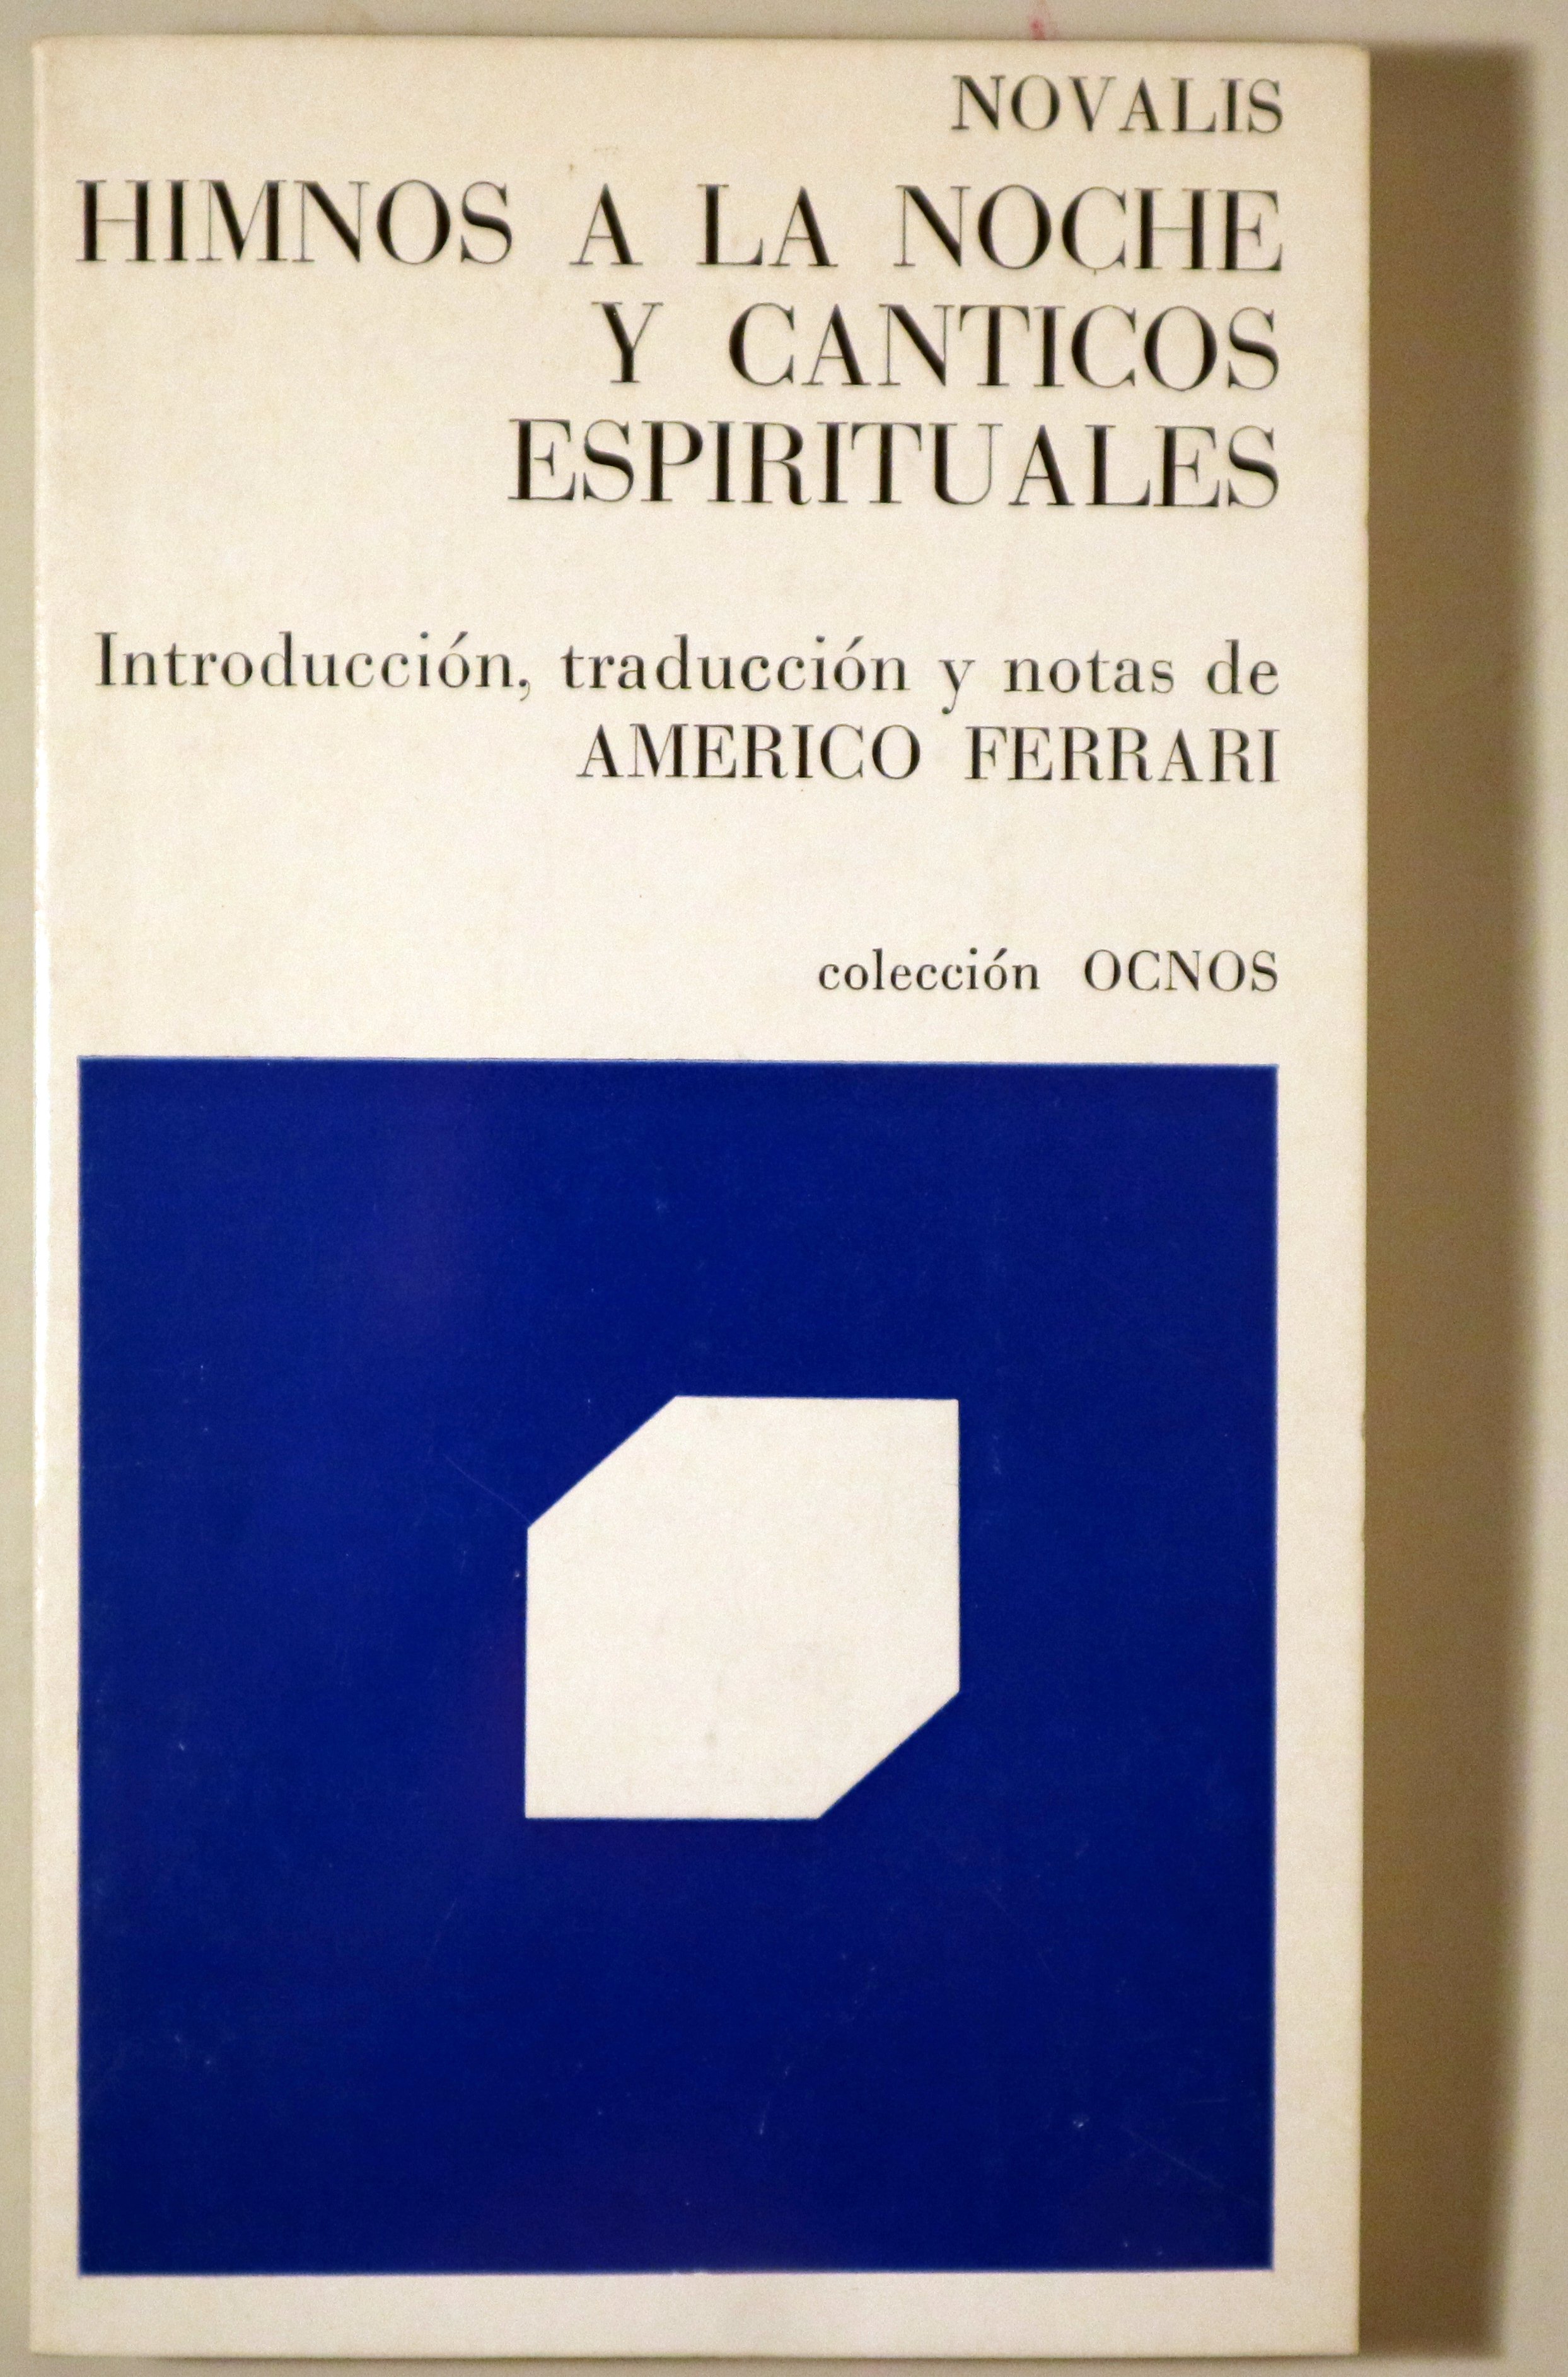 NOVALIS
HIMNOS A LA NOCHE
Y CANTICOS
ESPIRITUALES
Introducción, traducción y notas de
AMERICO FERRARI
colección OCNOS